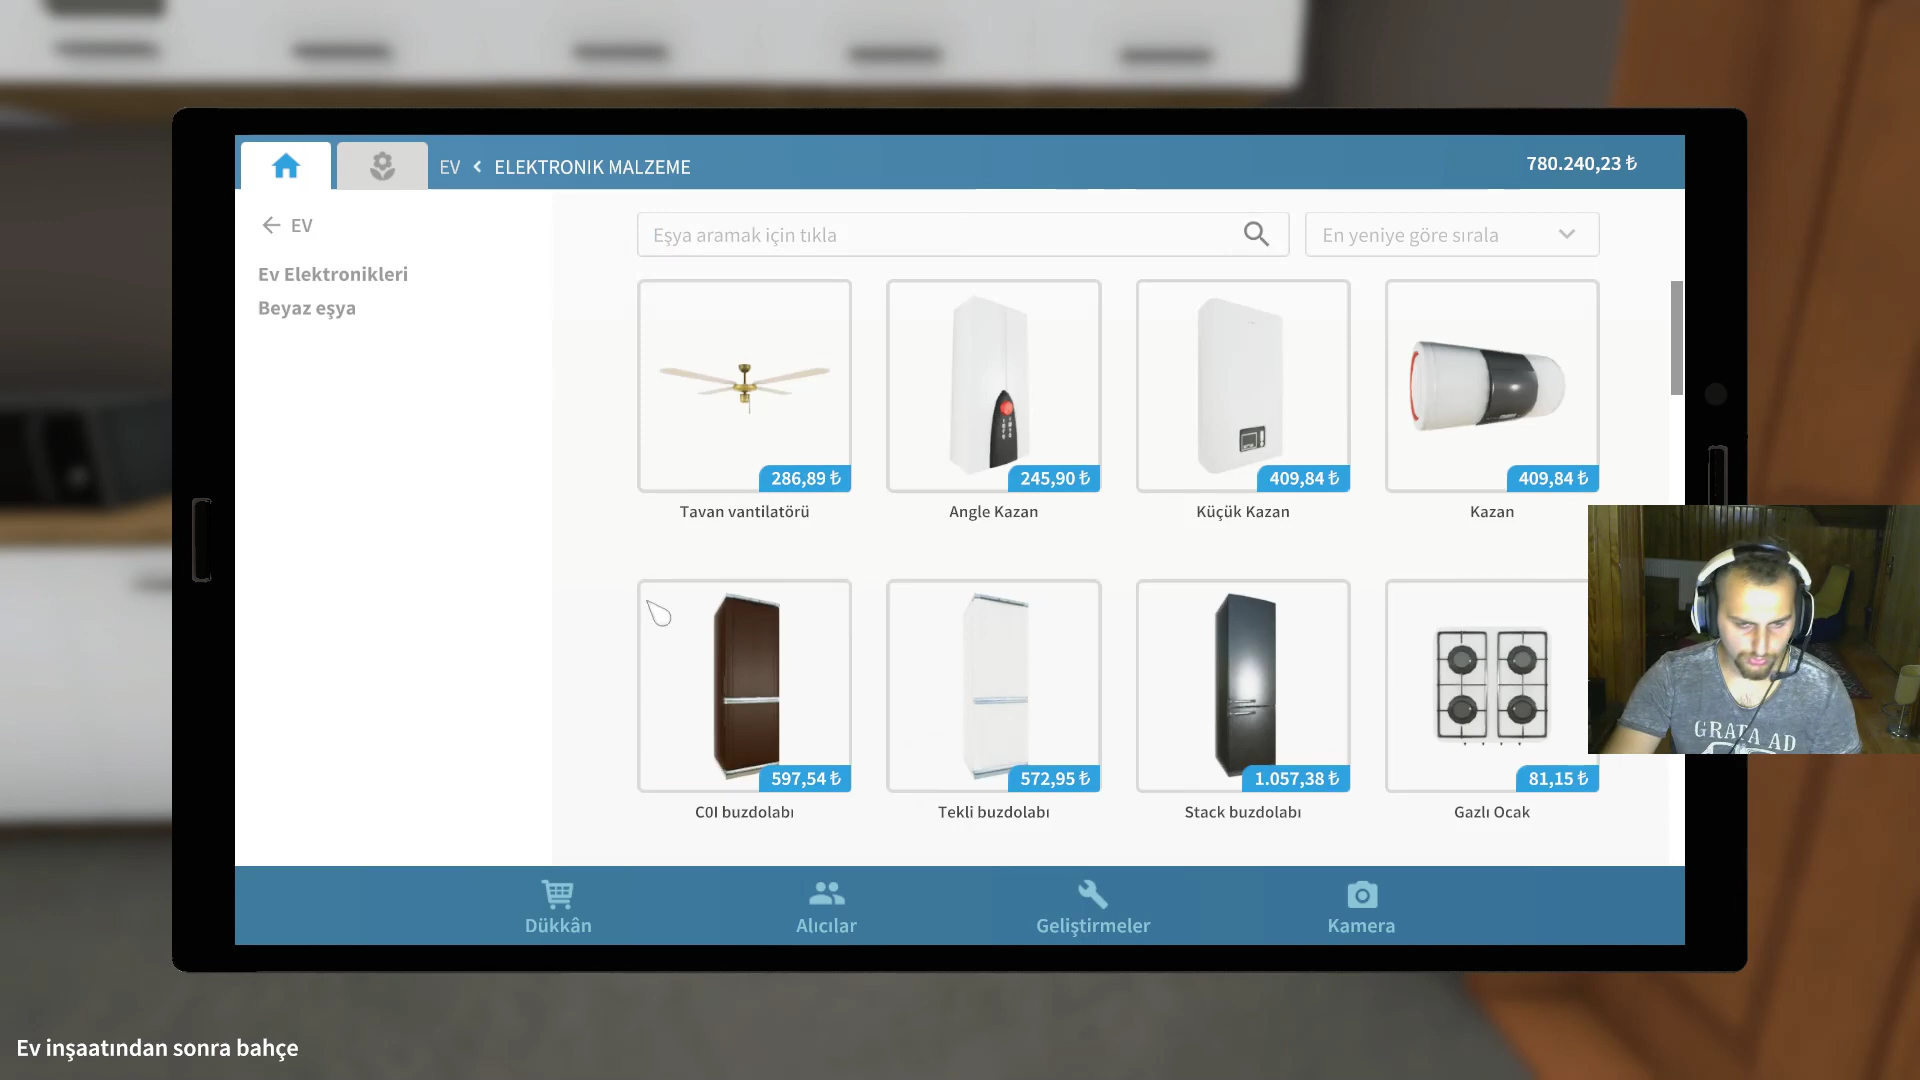 EV < ELEKTRONIK MALZEME
780.240,23 ₺
EV
Ev Elektronikleri
Beyaz eşya
Eşya aramak için tıkla
En yeniye göre sırala
286,89 ₺
245,90 ₺
409,84 ₺
409,84 ₺
Tavan vantilatörü
Angle Kazan
Küçük Kazan
Kazan
597,54 ₺
572,95 ₺
1.057,38 ₺
81,15 ₺
C0I buzdolabı
Tekli buzdolabı
Stack buzdolabı
Gazlı Ocak
GRATA AD
Dükkân
Alıcılar
Geliştirmeler
Kamera
Ev inşaatından sonra bahçe